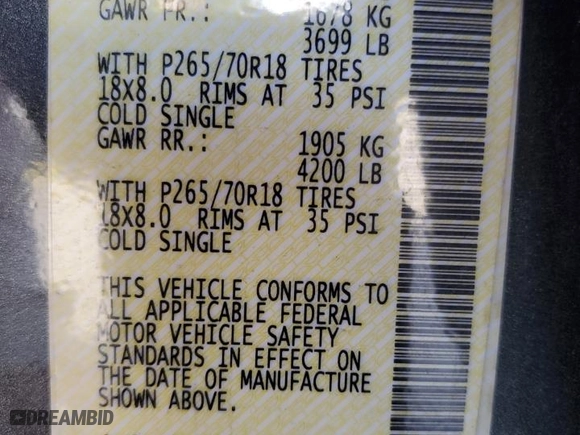 GAWR FR.: 1678 KG
3699 LB
WITH P265/70R18 TIRES
18X8.0 RIMS AT 35 PSI
COLD SINGLE
GAWR RR.: 1905 KG
4200 LB
WITH P265/70R18 TIRES
18X8.0 RIMS AT 35 PSI
COLD SINGLE
THIS VEHICLE CONFORMS TO
ALL APPLICABLE FEDERAL
MOTOR VEHICLE SAFETY
STANDARDS IN EFFECT ON
THE DATE OF MANUFACTURE
SHOWN ABOVE.
DREAMBID